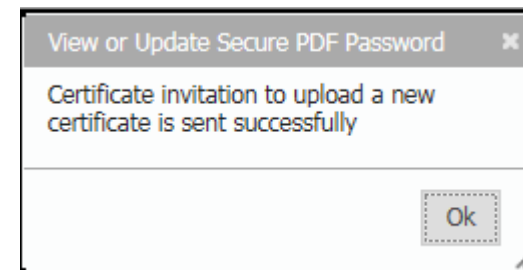 View or Update Secure PDF Password
Certificate invitation to upload a new
certificate is sent successfully
Ok